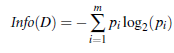 Info(D) = − ∑_{i=1}^{m} p_i log_2(p_i)